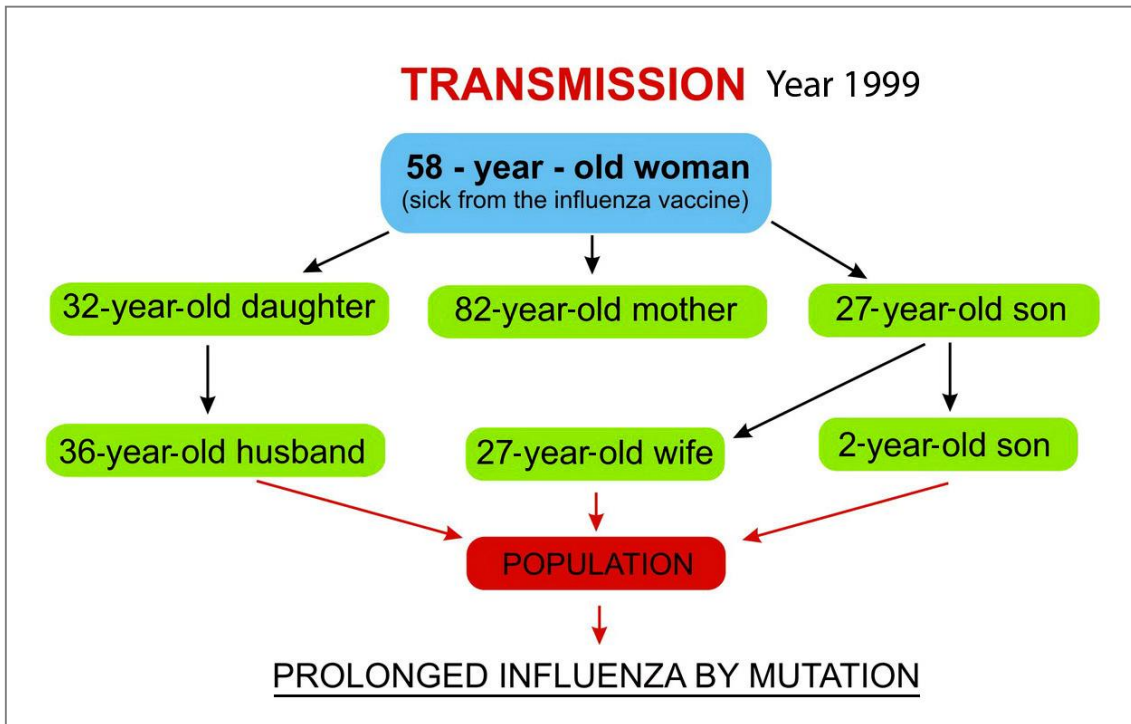 TRANSMISSION Year 1999
58 - year - old woman
(sick from the influenza vaccine)
32-year-old daughter
82-year-old mother
27-year-old son
36-year-old husband
27-year-old wife
2-year-old son
POPULATION
PROLONGED INFLUENZA BY MUTATION